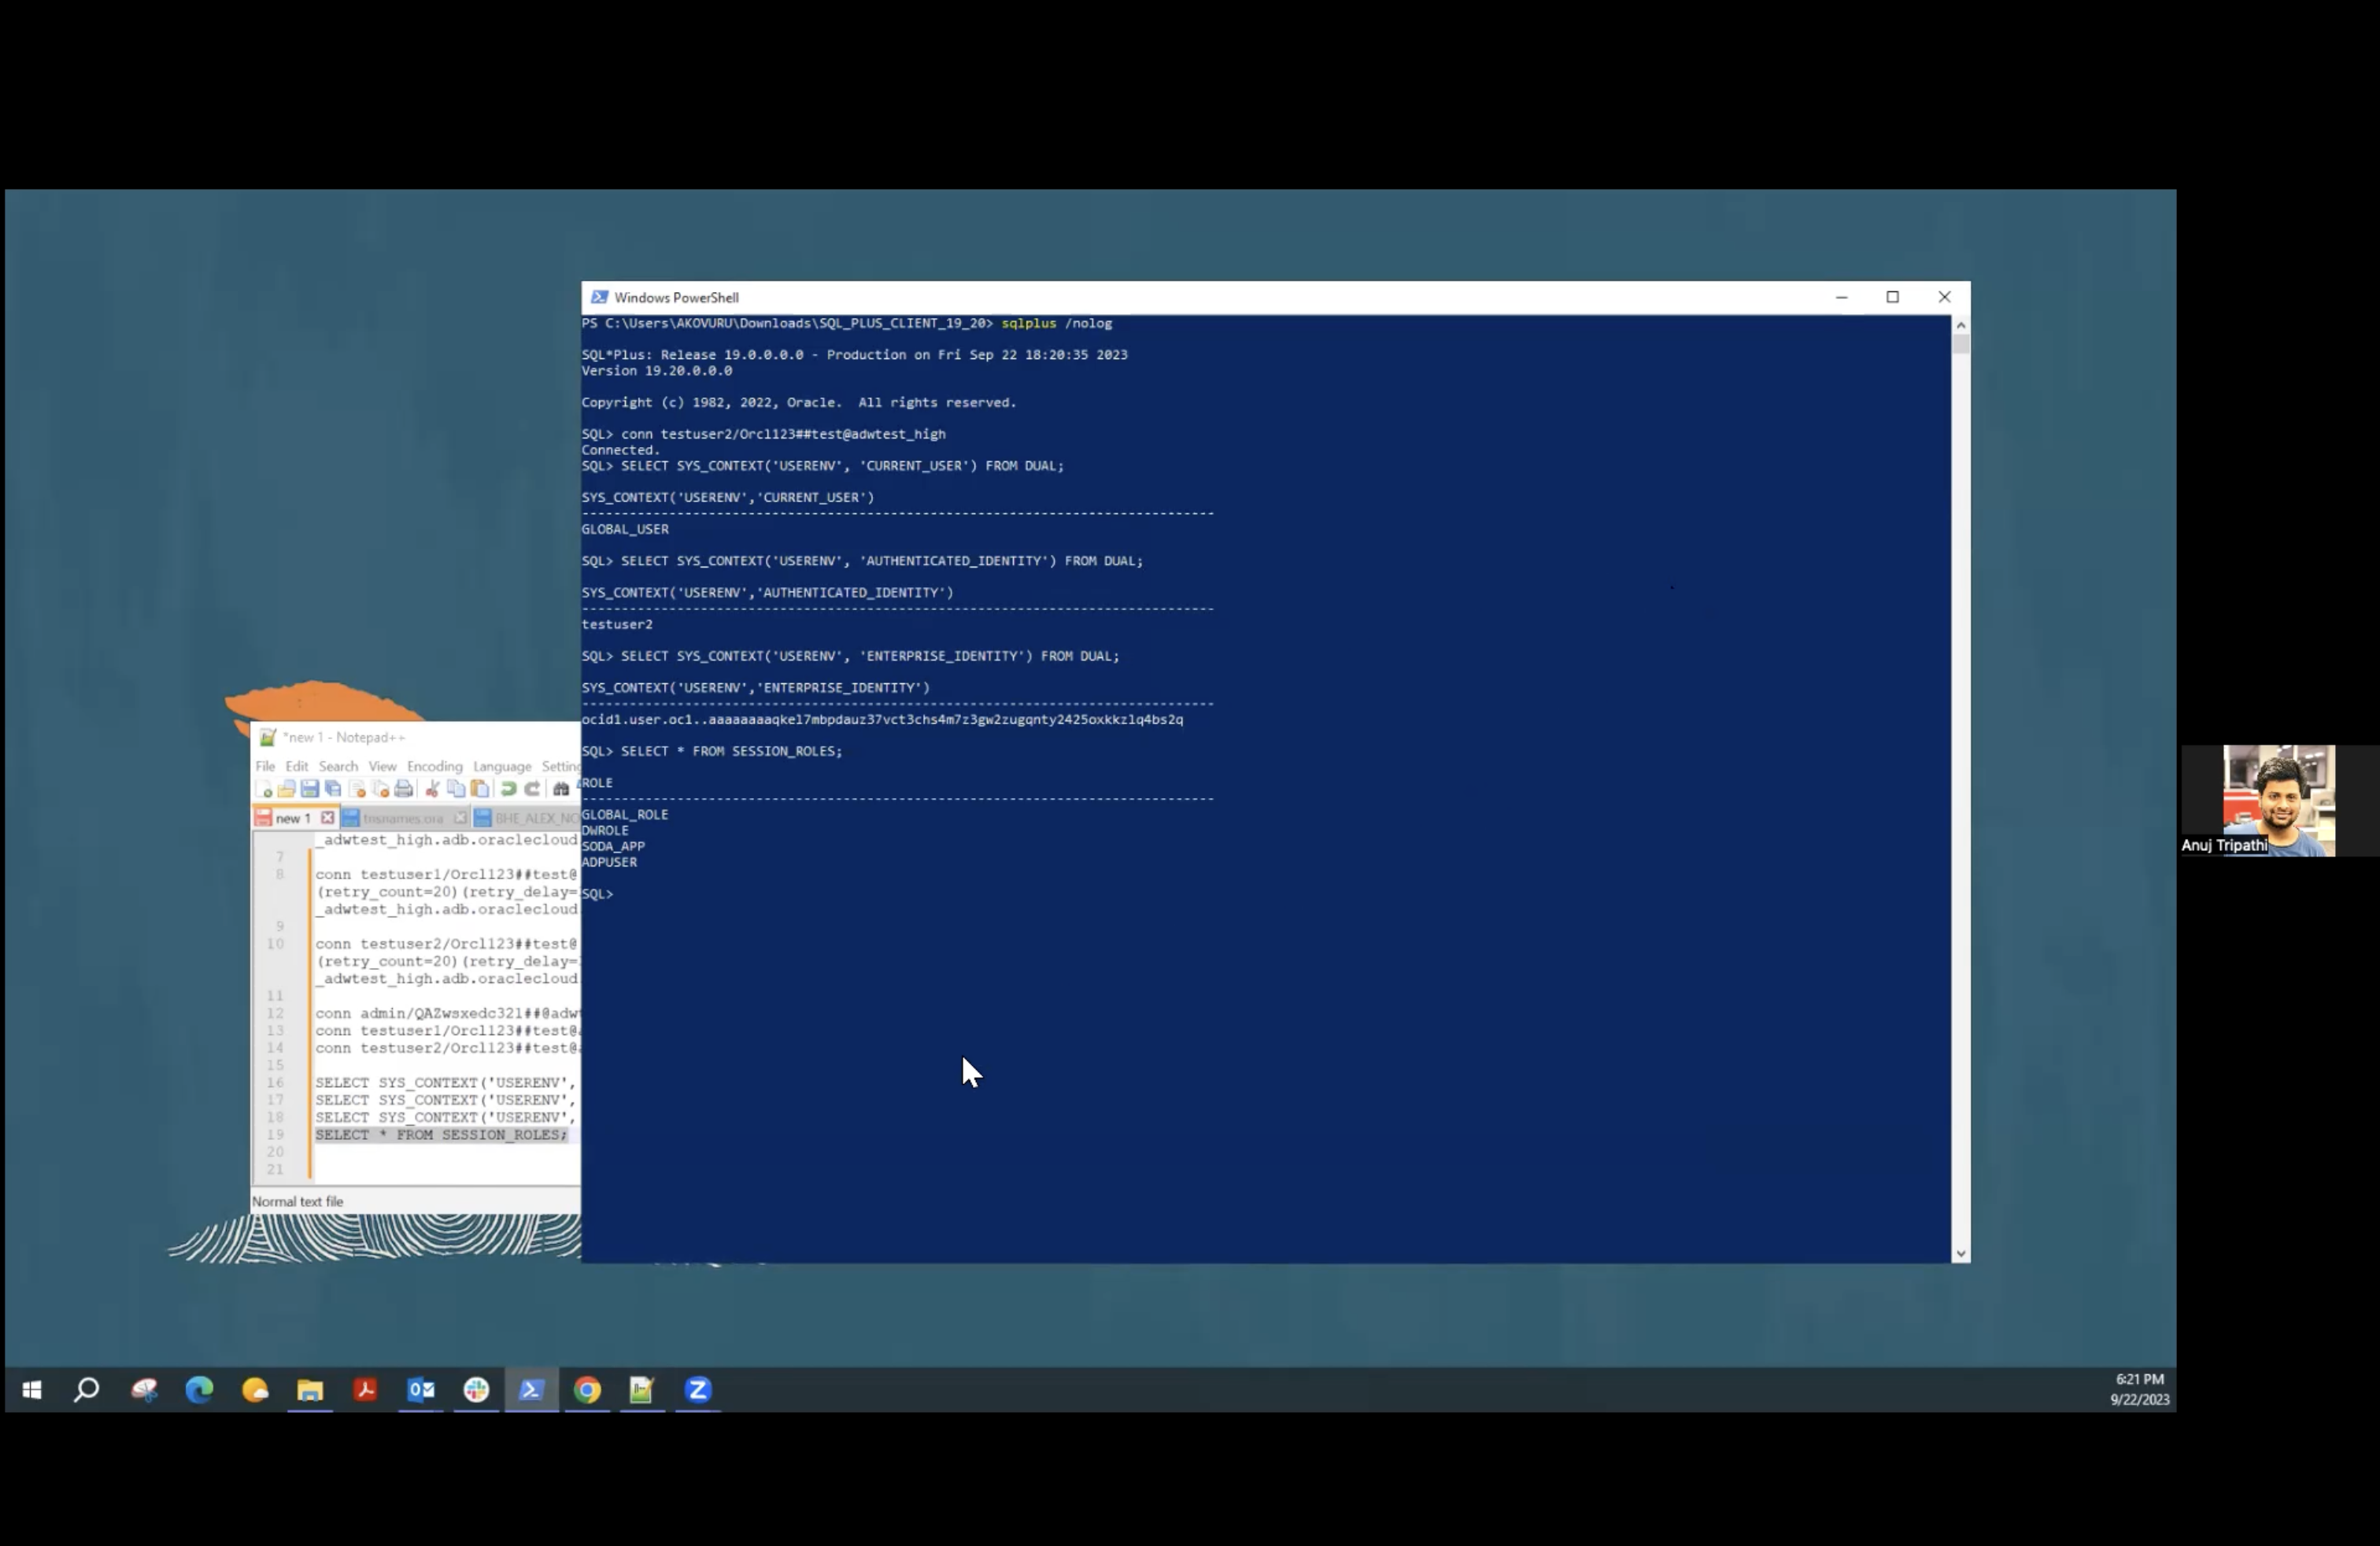 Windows PowerShell
PS C:\Users\AKOVURU\Downloads\SQL_PLUS_CLIENT_19_20> sqlplus /nolog
SQL*Plus: Release 19.0.0.0.0 - Production on Fri Sep 22 18:20:35 2023
Version 19.20.0.0.0
Copyright (c) 1982, 2022, Oracle.  All rights reserved.
SQL> conn testuser2/Orcl123##test@adwtest_high
Connected.
SQL> SELECT SYS_CONTEXT('USERENV', 'CURRENT_USER') FROM DUAL;
SYS_CONTEXT('USERENV','CURRENT_USER')
--------------------------------------------------------------------------------
GLOBAL_USER
SQL> SELECT SYS_CONTEXT('USERENV', 'AUTHENTICATED_IDENTITY') FROM DUAL;
SYS_CONTEXT('USERENV','AUTHENTICATED_IDENTITY')
--------------------------------------------------------------------------------
testuser2
SQL> SELECT SYS_CONTEXT('USERENV', 'ENTERPRISE_IDENTITY') FROM DUAL;
SYS_CONTEXT('USERENV','ENTERPRISE_IDENTITY')
--------------------------------------------------------------------------------
ocid1.user.oc1..aaaaaaaaqkel7mbpdauz37vct3chs4m7z3gw2zugqnty2425oxkkzlq4bs2q
SQL> SELECT * FROM SESSION_ROLES;
ROLE
--------------------------------------------------------------------------------
GLOBAL_ROLE
DWROLE
SODA_APP
ADPUSER
SQL>
*new 1 - Notepad++
File Edit Search View Encoding Language
new 1 tnsnames.ora BHE_ALEX_NO
_adwtest_high.adb.oraclecloud
7
8 conn testuser1/Orcl123##test@
(retry_count=20)(retry_delay=
_adwtest_high.adb.oraclecloud
9
10 conn testuser2/Orcl123##test@
(retry_count=20)(retry_delay=
_adwtest_high.adb.oraclecloud
11
12 conn admin/QAZwsxedc321##@adw
13 conn testuser1/Orcl123##test@
14 conn testuser2/Orcl123##test@
15
16 SELECT SYS_CONTEXT('USERENV',
17 SELECT SYS_CONTEXT('USERENV',
18 SELECT SYS_CONTEXT('USERENV',
19 SELECT * FROM SESSION_ROLES;
20
21
Normal text file
Anuj Tripathi
6:21 PM
9/22/2023